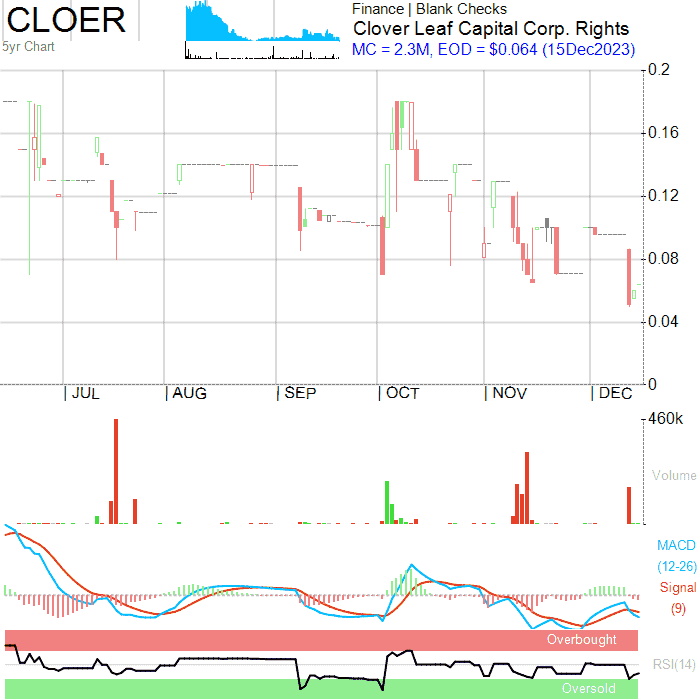 CLOER
5yr Chart
Finance | Blank Checks
Clover Leaf Capital Corp. Rights
MC = 2.3M, EOD = $0.064 (15Dec2023)
0.2
0.16
0.12
0.08
0.04
0
JUL AUG SEP OCT NOV DEC
460k
Volume
MACD
(12-26)
Signal
(9)
Overbought
RSI(14)
Oversold